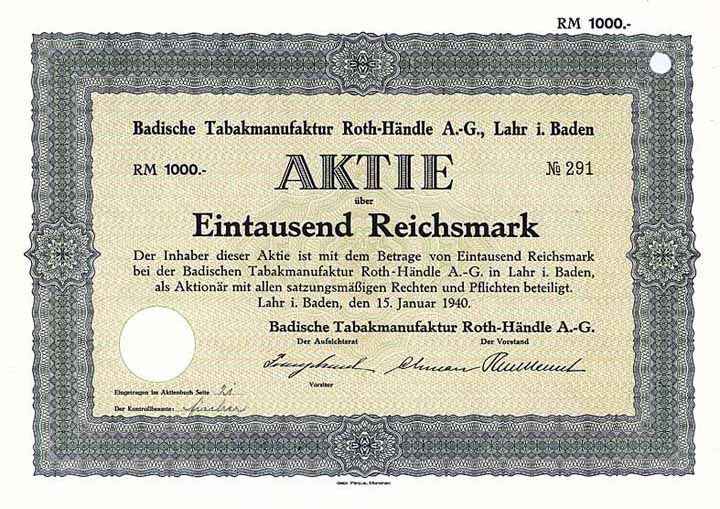 RM 1000.-
Badische Tabakmanufaktur Roth-Händle A.-G., Lahr i. Baden
RM 1000.- AKTIE № 291
über
Eintausend Reichsmark
Der Inhaber dieser Aktie ist mit dem Betrage von Eintausend Reichsmark
bei der Badischen Tabakmanufaktur Roth-Händle A.-G. in Lahr i. Baden,
als Aktionär mit allen satzungsmäßigen Rechten und Pflichten beteiligt.
Lahr i. Baden, den 15. Januar 1940.
Badische Tabakmanufaktur Roth-Händle A.-G.
Der Aufsichtsrat Der Vorstand
Vorsitzer
Eingetragen im Aktienbuch Seite 21
Der Kontrollbeamte: Fischer